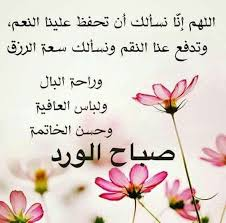 اللهم إنّا نسألك أن تحفظ علينا النعم,
وتدفع عنا النقم ونسألك سعة الرزق
وراحة البال
ولباس العافية
وحسن الخاتمة
صباح الورد